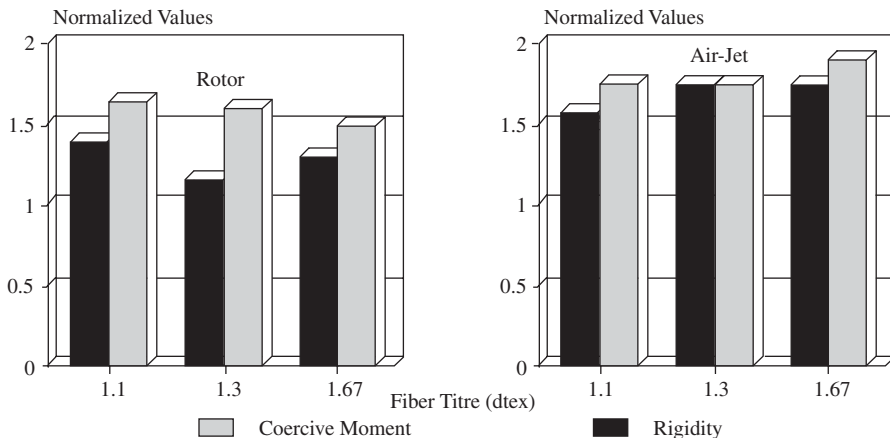 Normalized Values
2
1.5
1
0.5
0
Rotor
1.1
1.3
1.67
Normalized Values
2
1.5
1
0.5
0
Air-Jet
1.1
1.3
1.67
Fiber Titre (dtex)
Coercive Moment
Rigidity